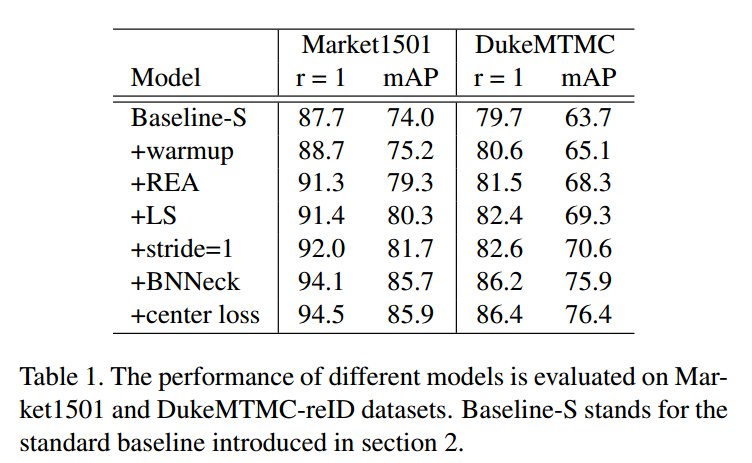 Market1501 DukeMTMC
Model r = 1 mAP r = 1 mAP
Baseline-S 87.7 74.0 79.7 63.7
+warmup 88.7 75.2 80.6 65.1
+REA 91.3 79.3 81.5 68.3
+LS 91.4 80.3 82.4 69.3
+stride=1 92.0 81.7 82.6 70.6
+BNNeck 94.1 85.7 86.2 75.9
+center loss 94.5 85.9 86.4 76.4
Table 1. The performance of different models is evaluated on Mar-
ket1501 and DukeMTMC-reID datasets. Baseline-S stands for the
standard baseline introduced in section 2.